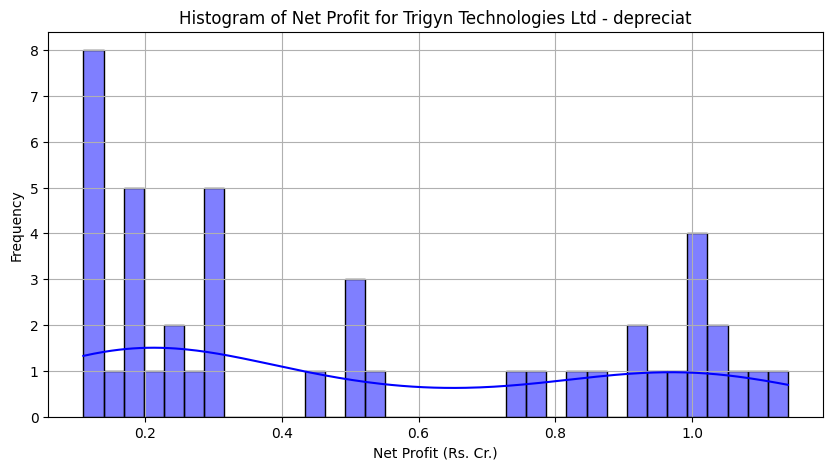 Histogram of Net Profit for Trigyn Technologies Ltd - depreciat
8
7
6
5
4
3
2
1
0
Frequency
0.2 0.4 0.6 0.8 1.0
Net Profit (Rs. Cr.)